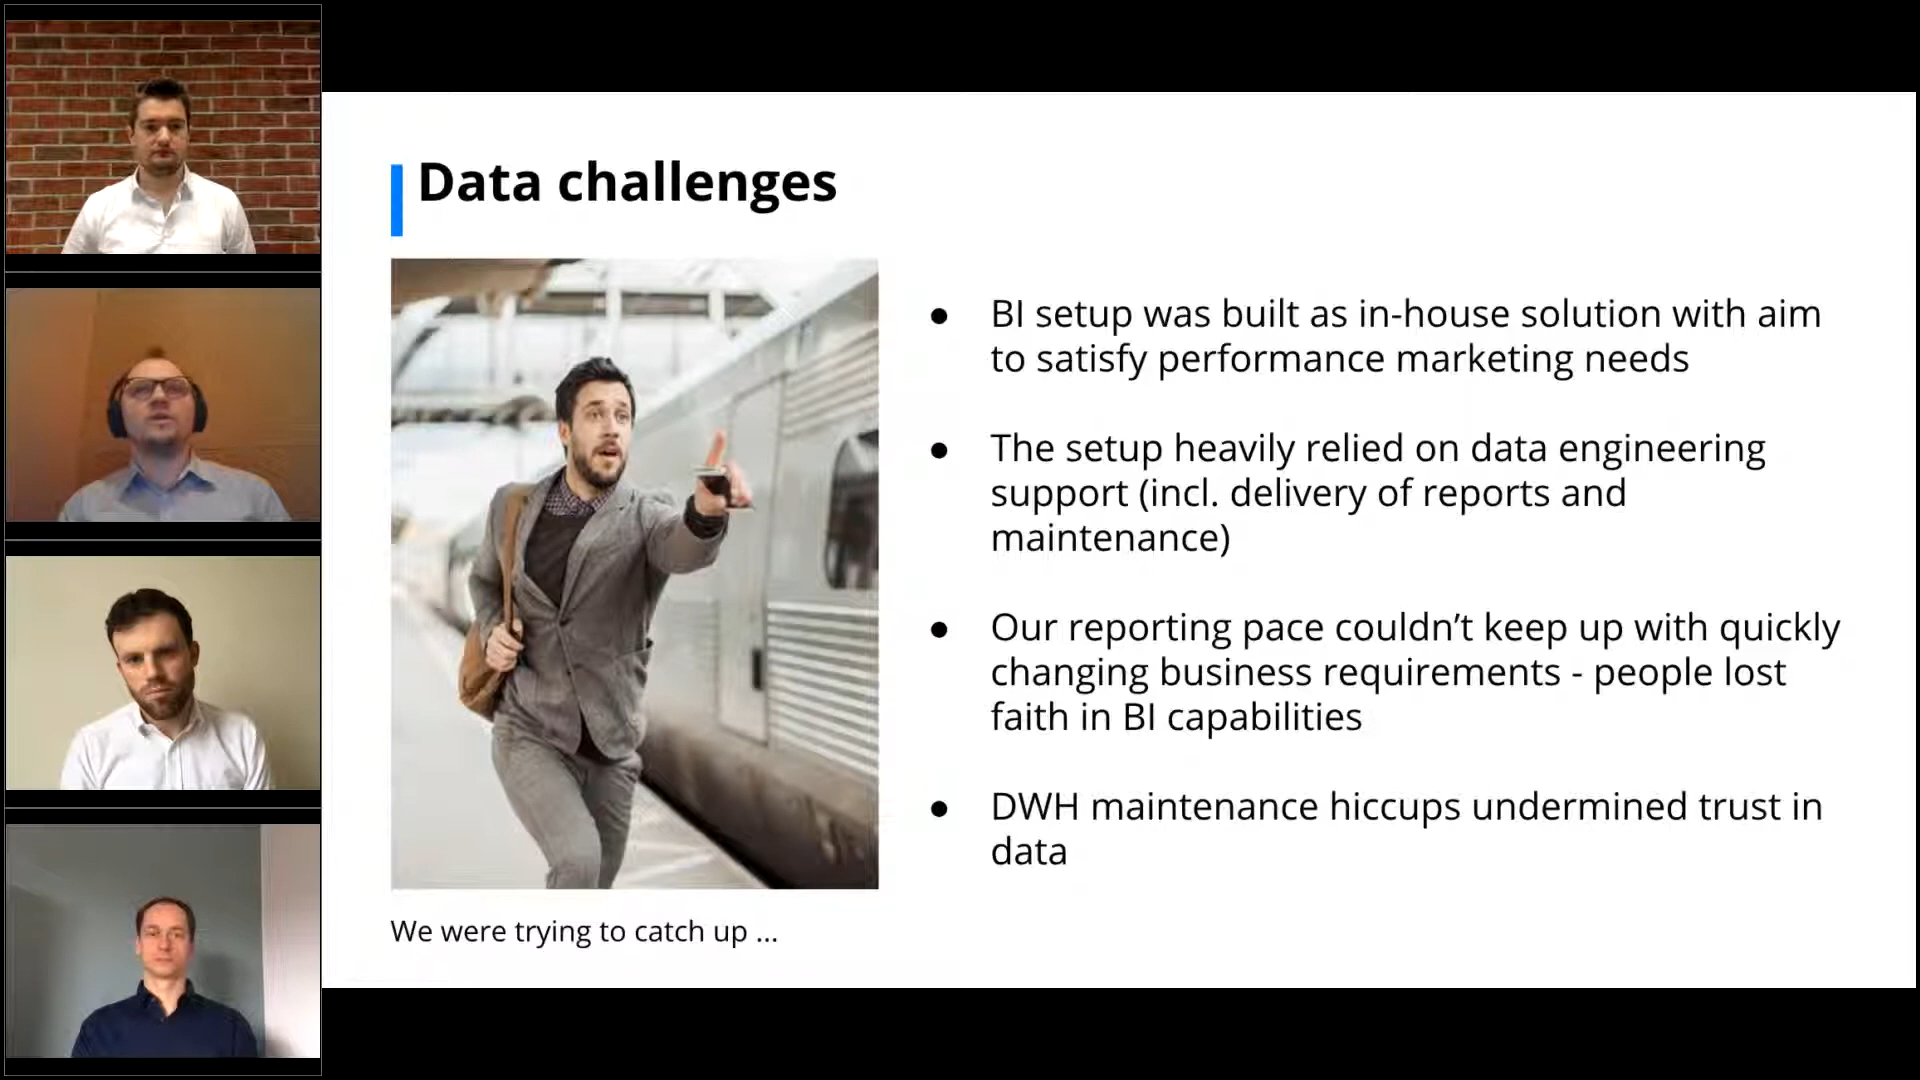 Data challenges
● BI setup was built as in-house solution with aim
to satisfy performance marketing needs
● The setup heavily relied on data engineering
support (incl. delivery of reports and
maintenance)
● Our reporting pace couldn’t keep up with quickly
changing business requirements - people lost
faith in BI capabilities
● DWH maintenance hiccups undermined trust in
data
We were trying to catch up ...